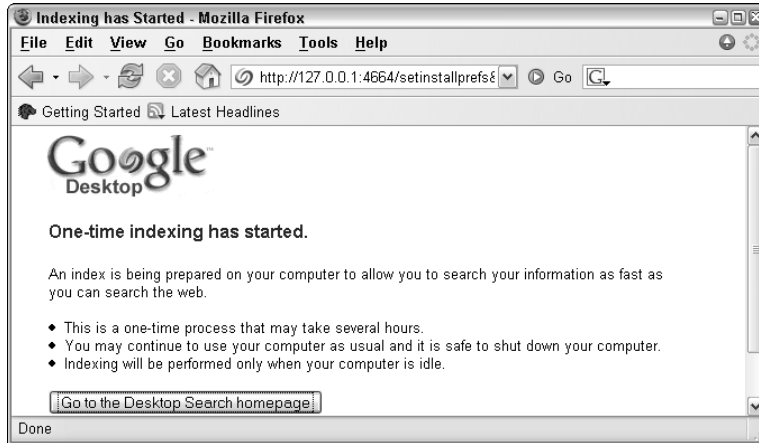 Indexing has Started - Mozilla Firefox
File Edit View Go Bookmarks Tools Help
http://127.0.0.1:4664/setinstallprefs& Go G
Getting Started Latest Headlines
Google™
Desktop
One-time indexing has started.
An index is being prepared on your computer to allow you to search your information as fast as
you can search the web.
This is a one-time process that may take several hours.
You may continue to use your computer as usual and it is safe to shut down your computer.
Indexing will be performed only when your computer is idle.
Go to the Desktop Search homepage
Done